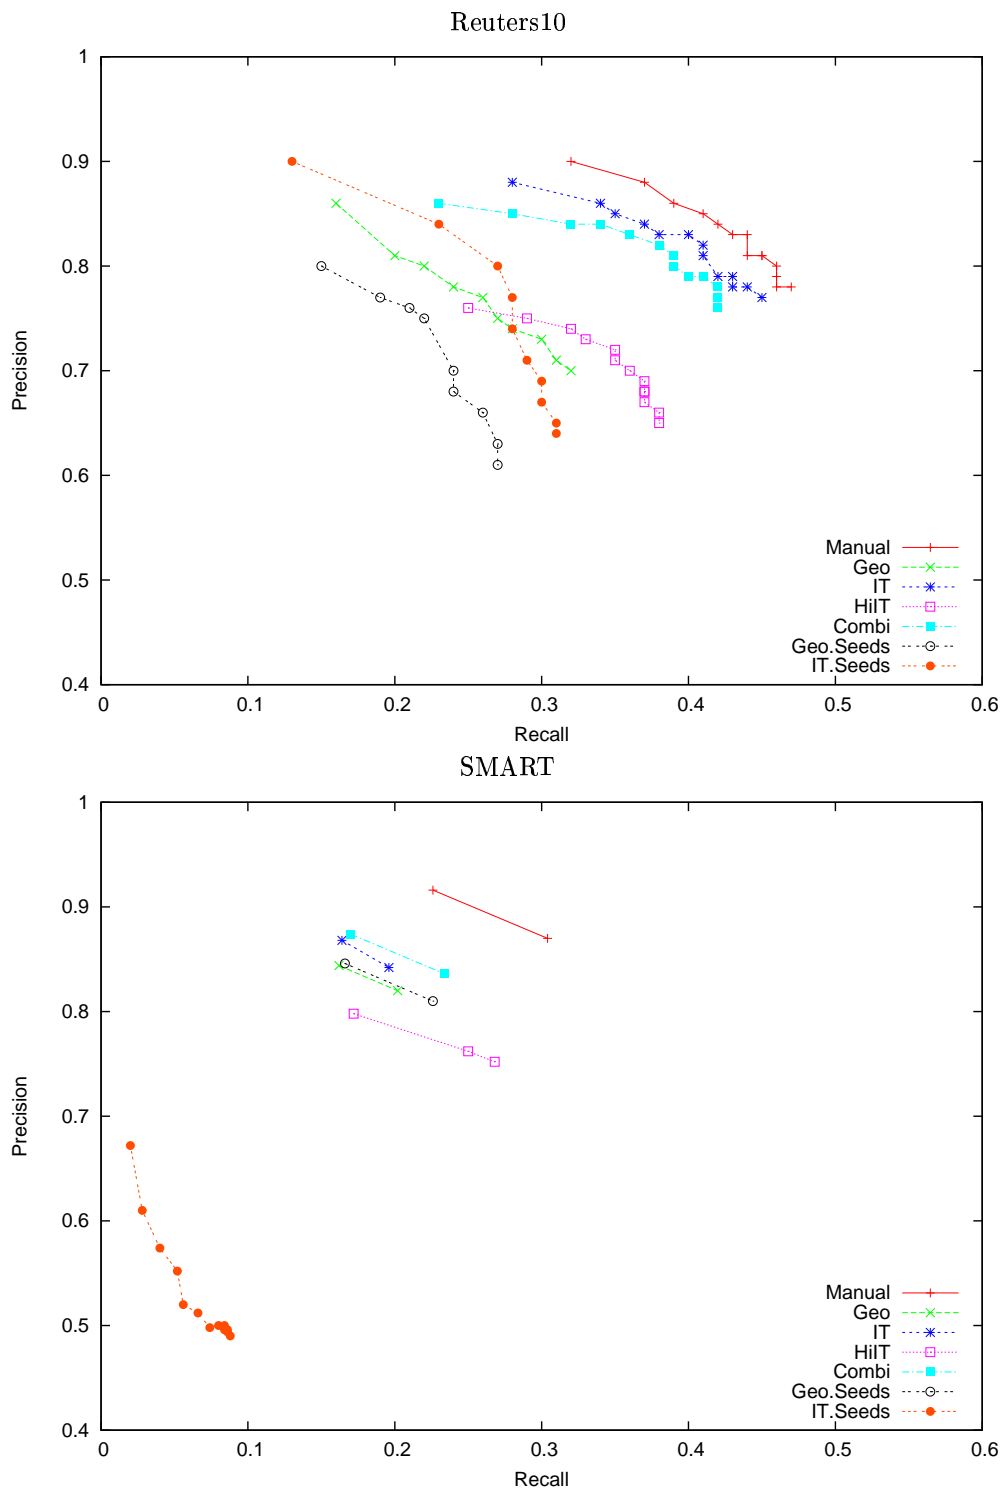 Reuters10
1
0.9
0.8
0.7
0.6
0.5
0.4
Precision
Manual
Geo
IT
HiIT
Combi
Geo.Seeds
IT.Seeds
0 0.1 0.2 0.3 0.4 0.5 0.6
Recall
SMART
1
0.9
0.8
0.7
0.6
0.5
0.4
Precision
Manual
Geo
IT
HiIT
Combi
Geo.Seeds
IT.Seeds
0 0.1 0.2 0.3 0.4 0.5 0.6
Recall